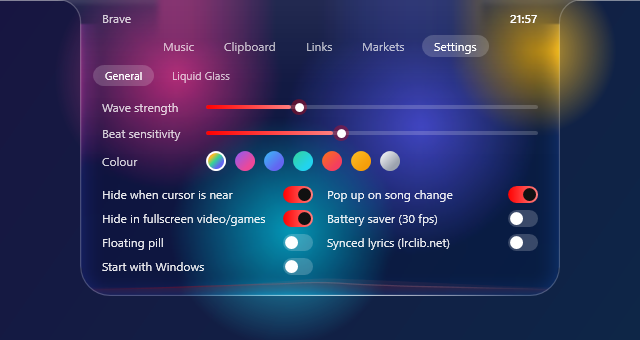 Brave 21:57
Music Clipboard Links Markets Settings
General Liquid Glass
Wave strength
Beat sensitivity
Colour
Hide when cursor is near Pop up on song change
Hide in fullscreen video/games Battery saver (30 fps)
Floating pill Synced lyrics (lrclib.net)
Start with Windows